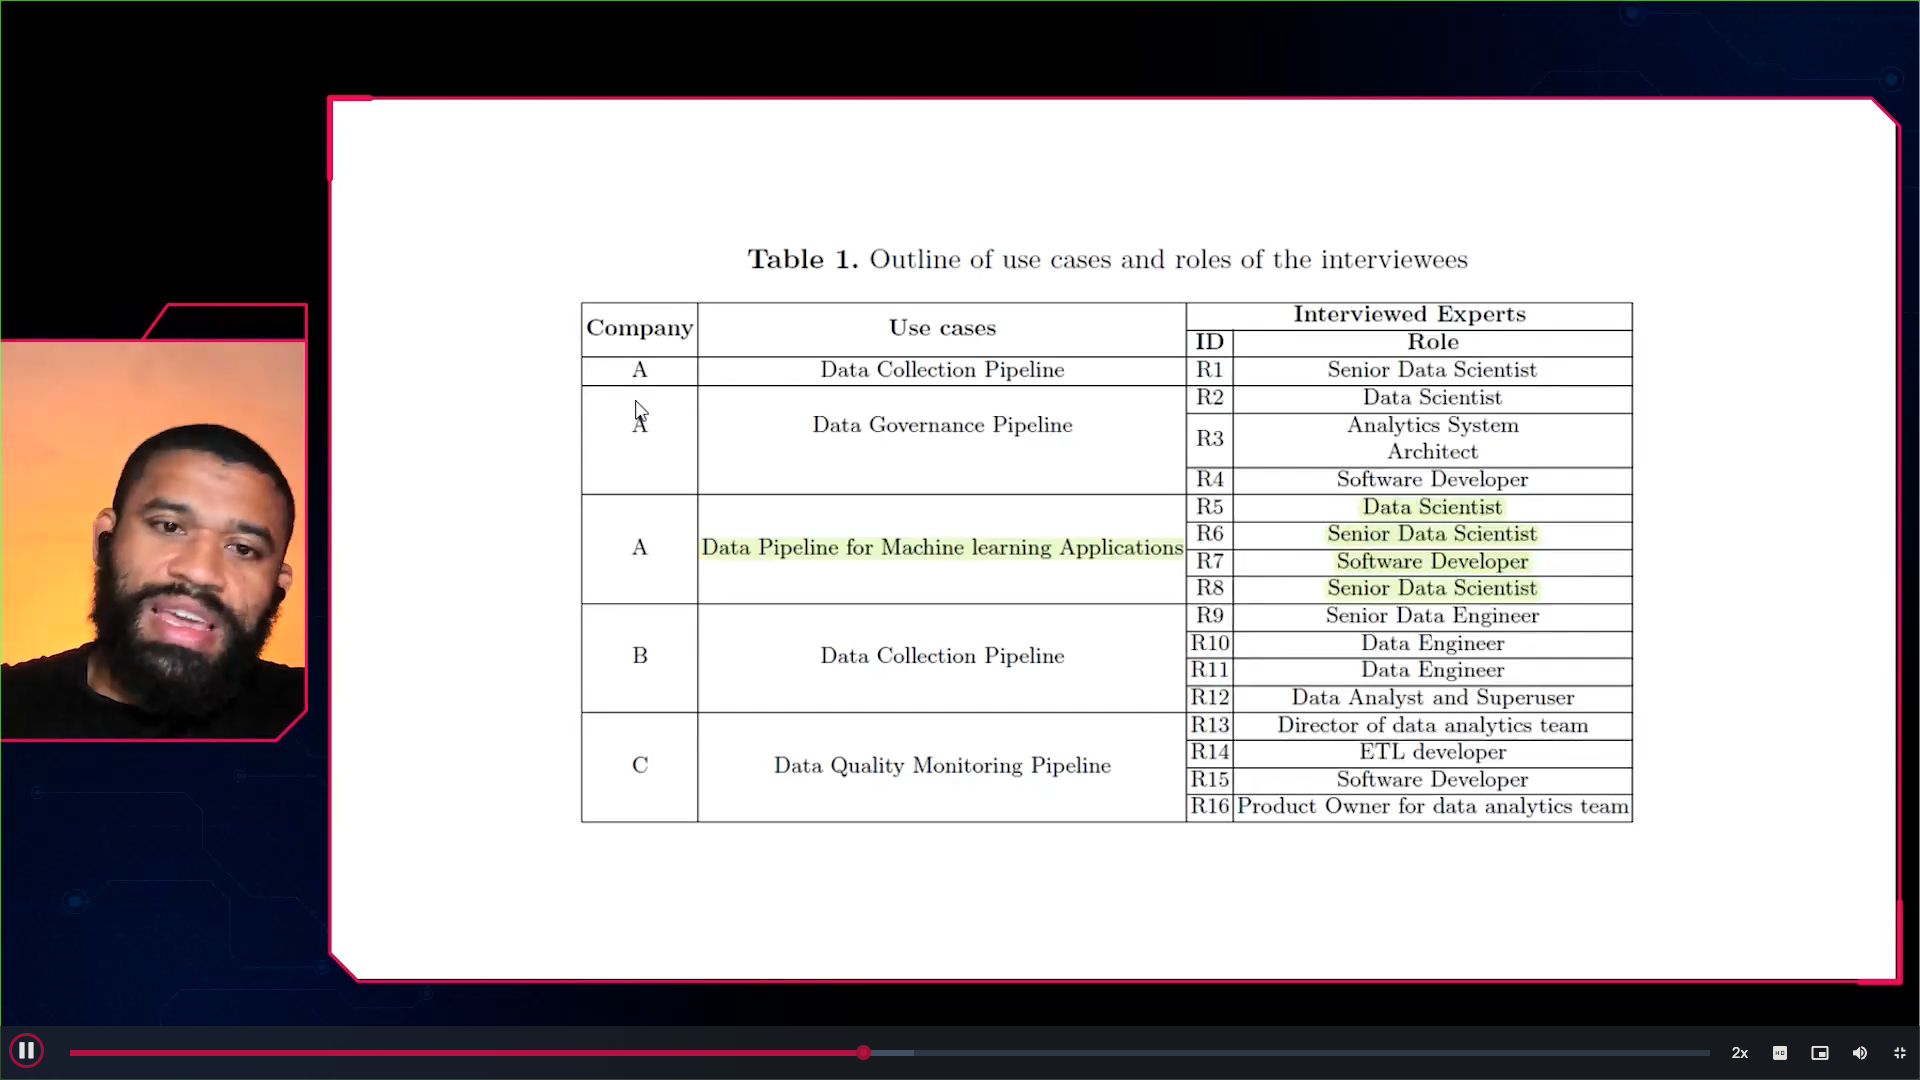 Table 1. Outline of use cases and roles of the interviewees
Company Use cases Interviewed Experts
ID Role
A Data Collection Pipeline R1 Senior Data Scientist
A Data Governance Pipeline R2 Data Scientist
R3 Analytics System
Architect
R4 Software Developer
A Data Pipeline for Machine learning Applications R5 Data Scientist
R6 Senior Data Scientist
R7 Software Developer
R8 Senior Data Scientist
B Data Collection Pipeline R9 Senior Data Engineer
R10 Data Engineer
R11 Data Engineer
R12 Data Analyst and Superuser
C Data Quality Monitoring Pipeline R13 Director of data analytics team
R14 ETL developer
R15 Software Developer
R16 Product Owner for data analytics team
2x